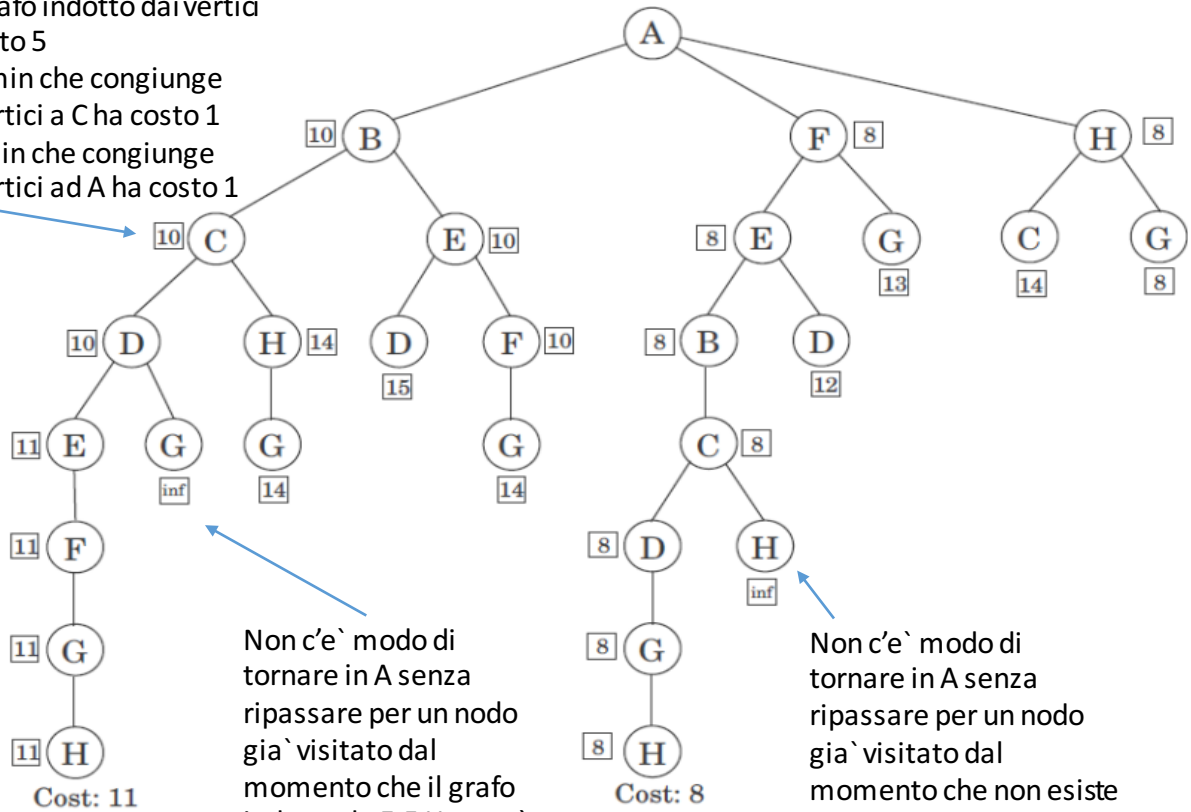 afo indotto dai vertici
to 5
in che congiunge
rtici a C ha costo 1
in che congiunge
rtici ad A ha costo 1
A
10 B
F 8
H 8
10 C
E 10
8 E
G
C
G
13
14
8
10 D
H 14
D
F 10
8 B
D
15
12
11 E
G
G
G
C 8
inf
14
14
11 F
8 D
H
inf
11 G
8 G
11 H
8 H
Cost: 11
Cost: 8
Non c'e` modo di
tornare in A senza
ripassare per un nodo
gia` visitato dal
momento che il grafo
Non c'e` modo di
tornare in A senza
ripassare per un nodo
gia` visitato dal
momento che non esiste